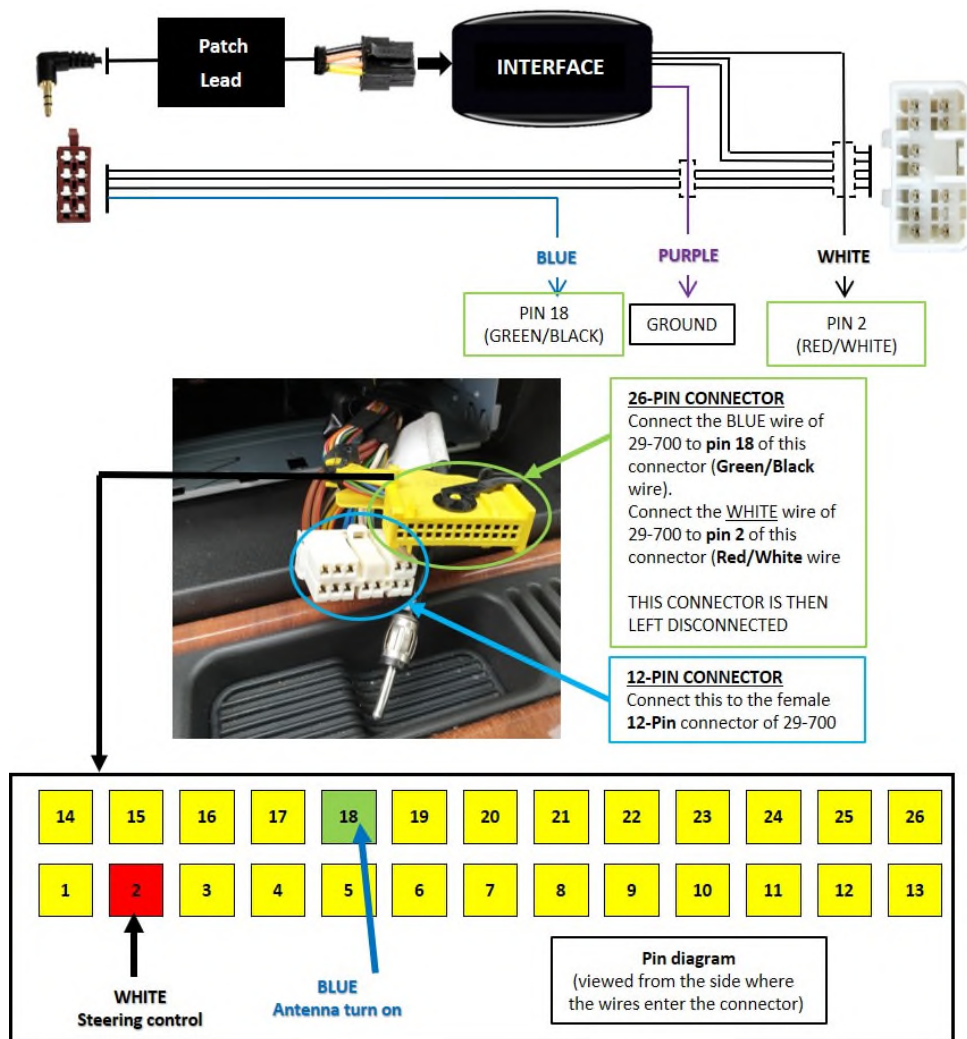 Patch
Lead
INTERFACE
BLUE
PURPLE
WHITE
PIN 18
(GREEN/BLACK)
GROUND
PIN 2
(RED/WHITE)
26-PIN CONNECTOR
Connect the BLUE wire of
29-700 to pin 18 of this
connector (Green/Black
wire).
Connect the WHITE wire of
29-700 to pin 2 of this
connector (Red/White wire
THIS CONNECTOR IS THEN
LEFT DISCONNECTED
12-PIN CONNECTOR
Connect this to the female
12-Pin connector of 29-700
14 15 16 17 18 19 20 21 22 23 24 25 26
1 2 3 4 5 6 7 8 9 10 11 12 13
WHITE
Steering control
BLUE
Antenna turn on
Pin diagram
(viewed from the side where
the wires enter the connector)